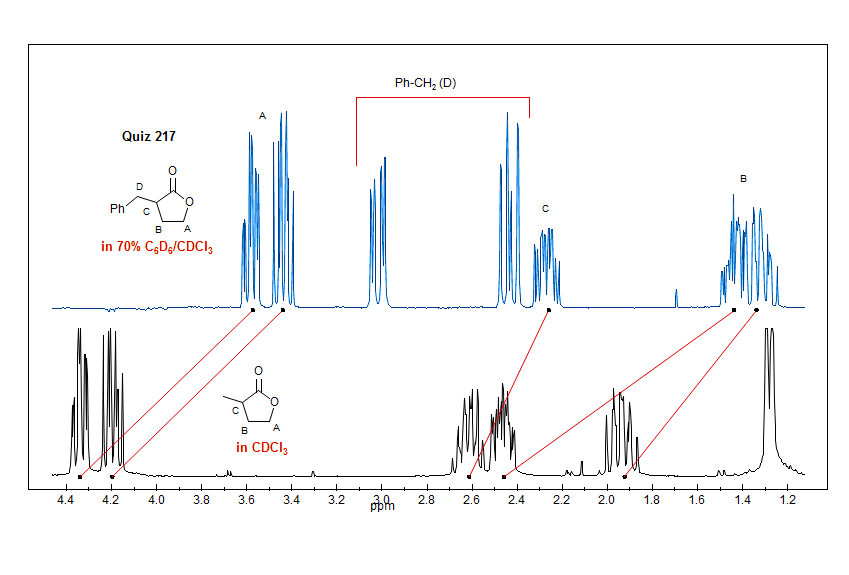 Ph-CH₂ (D)
A
Quiz 217
O
D
O
Ph
C
B
A
in 70% C₆D₆/CDCl₃
C
B
O
O
C
B
A
in CDCl₃
4.4 4.2 4.0 3.8 3.6 3.4 3.2 3.0 2.8 2.6 2.4 2.2 2.0 1.8 1.6 1.4 1.2
ppm